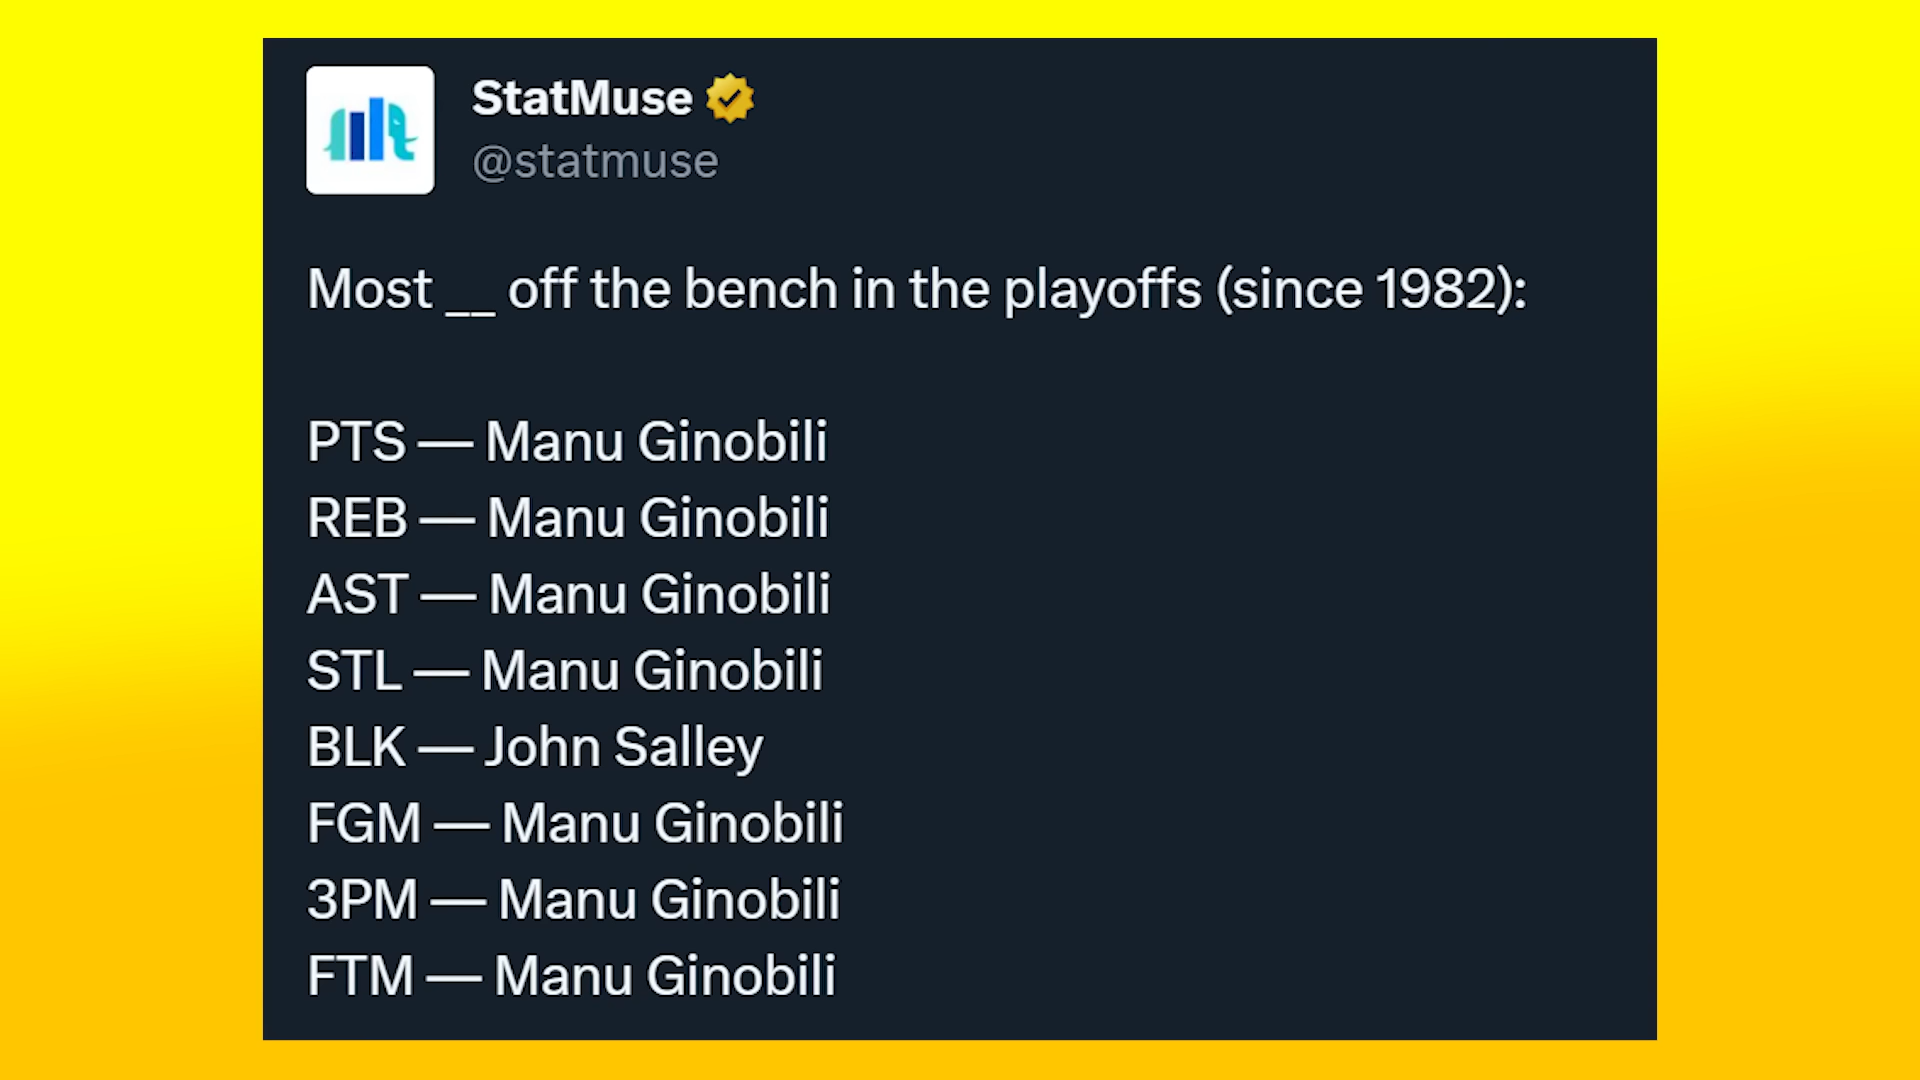 StatMuse
@statmuse
Most __ off the bench in the playoffs (since 1982):
PTS — Manu Ginobili
REB — Manu Ginobili
AST — Manu Ginobili
STL — Manu Ginobili
BLK — John Salley
FGM — Manu Ginobili
3PM — Manu Ginobili
FTM — Manu Ginobili